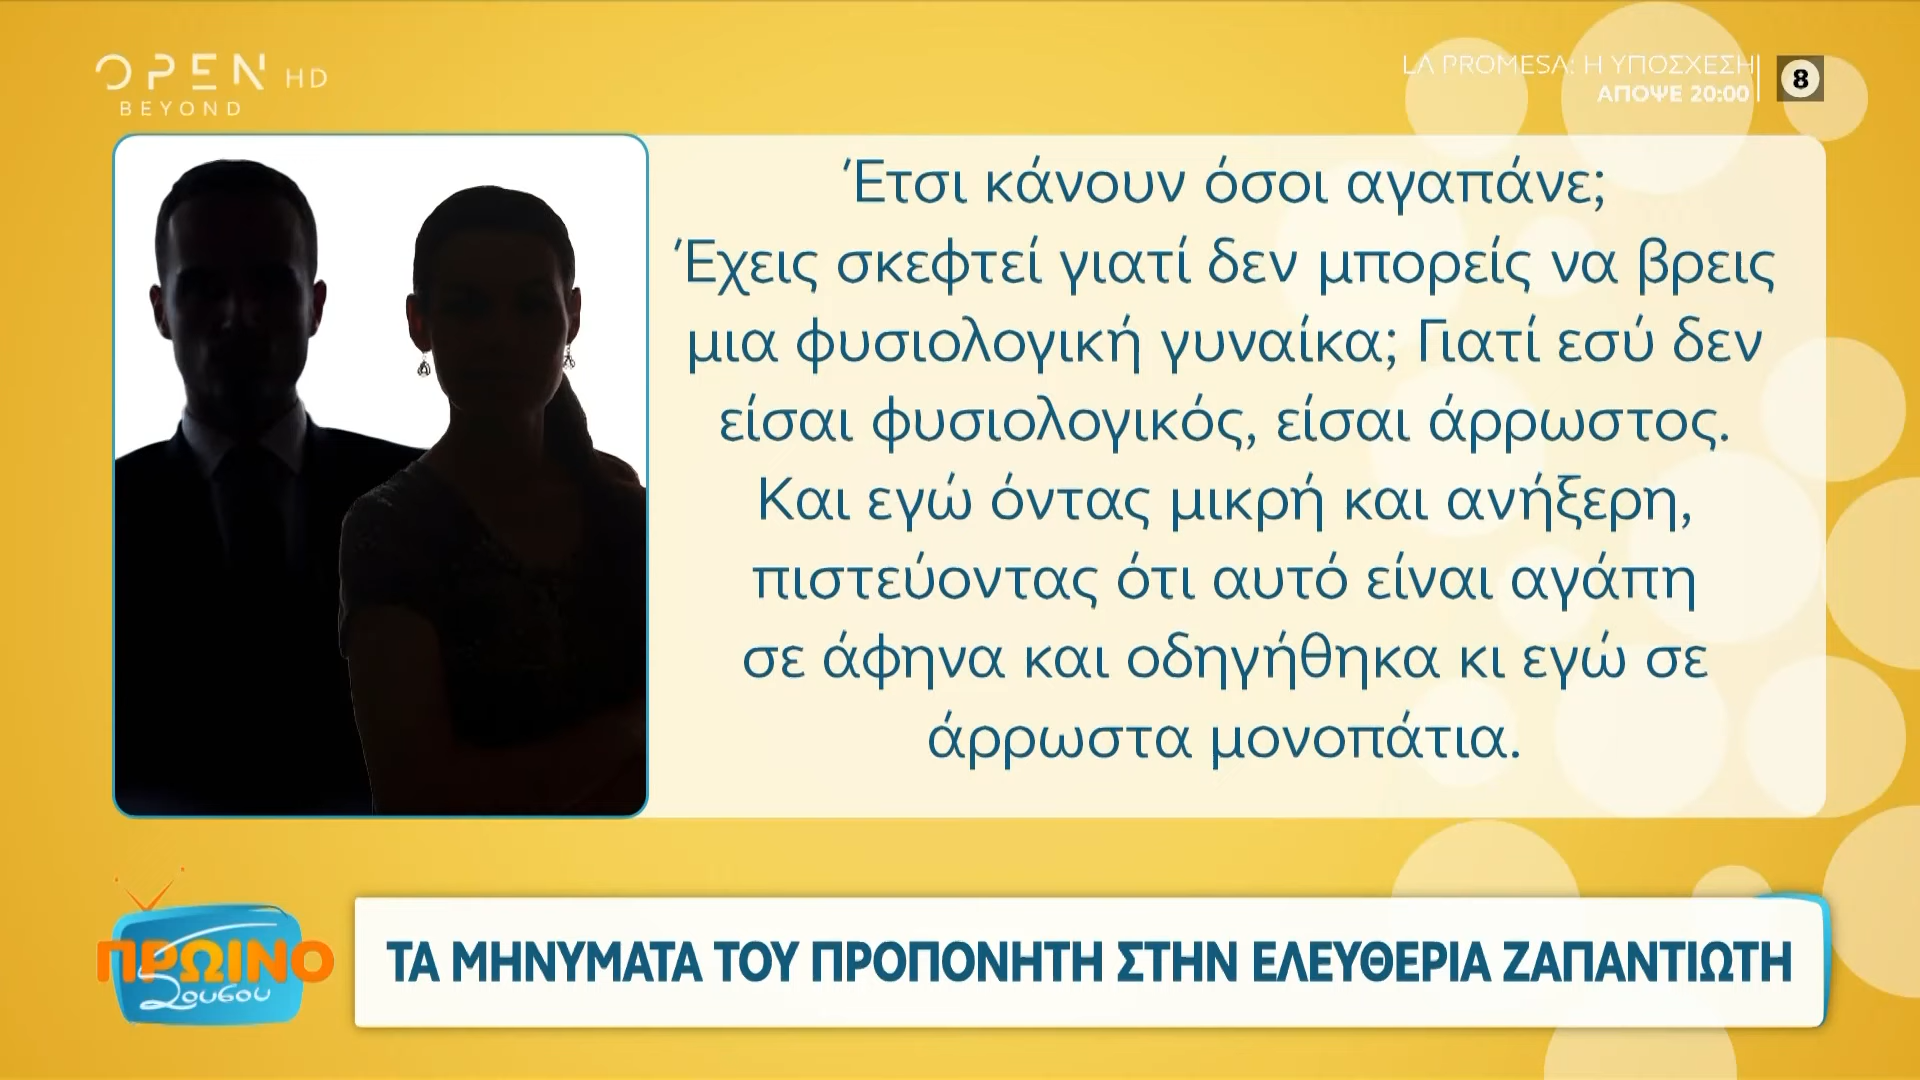 OPEN HD
BEYOND
LA PROMESA: Η ΥΠΟΣΧΕΣΗ
ΑΠΟΨΕ 20:00
8
Έτσι κάνουν όσοι αγαπάνε;
Έχεις σκεφτεί γιατί δεν μπορείς να βρεις
μια φυσιολογική γυναίκα; Γιατί εσύ δεν
είσαι φυσιολογικός, είσαι άρρωστος.
Και εγώ όντας μικρή και ανήξερη,
πιστεύοντας ότι αυτό είναι αγάπη
σε άφηνα και οδηγήθηκα κι εγώ σε
άρρωστα μονοπάτια.
ΠΡΩΙΝΟ
Σουσου
ΤΑ ΜΗΝΥΜΑΤΑ ΤΟΥ ΠΡΟΠΟΝΗΤΗ ΣΤΗΝ ΕΛΕΥΘΕΡΙΑ ΖΑΠΑΝΤΙΩΤΗ